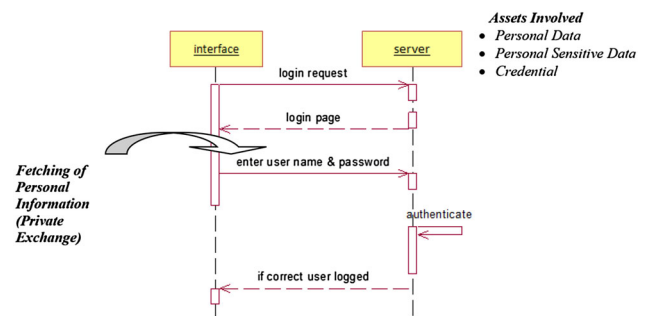 Assets Involved
• Personal Data
• Personal Sensitive Data
• Credential
interface
server
login request
login page
Fetching of
Personal
Information
(Private
Exchange)
enter user name & password
authenticate
if correct user logged